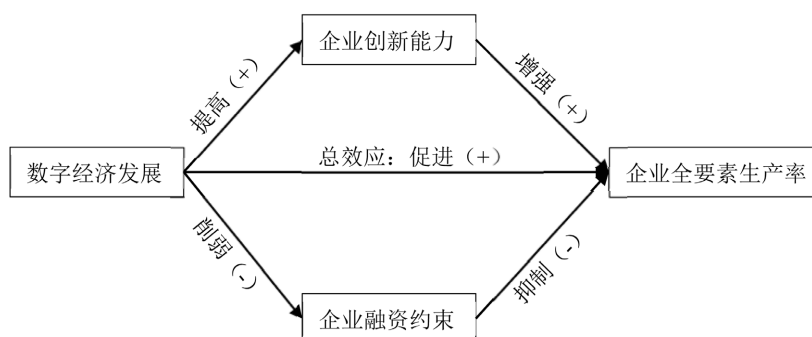 企业创新能力
提高（+）
增强（+）
总效应：促进（+）
数字经济发展
企业全要素生产率
削弱（-）
抑制（-）
企业融资约束